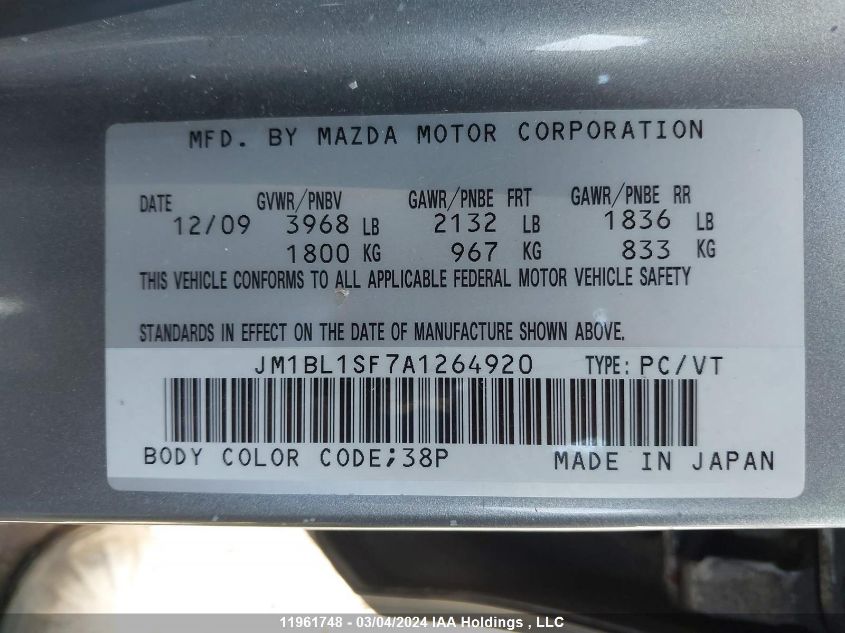 MFD. BY MAZDA MOTOR CORPORATION
DATE GVWR/PNBV GAWR/PNBE FRT GAWR/PNBE RR
12/09 3968 LB 2132 LB 1836 LB
1800 KG 967 KG 833 KG
THIS VEHICLE CONFORMS TO ALL APPLICABLE FEDERAL MOTOR VEHICLE SAFETY
STANDARDS IN EFFECT ON THE DATE OF MANUFACTURE SHOWN ABOVE.
JM1BL1SF7A1264920 TYPE: PC/VT
BODY COLOR CODE;38P MADE IN JAPAN
11961748 - 03/04/2024 IAA Holdings , LLC